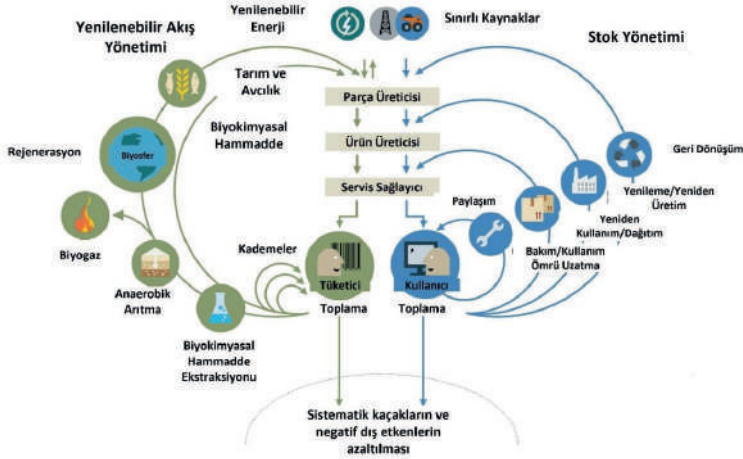 Yenilenebilir Akış
Yönetimi
Yenilenebilir
Enerji
Sınırlı Kaynaklar
Stok Yönetimi
Tarım ve
Avcılık
Parça Üreticisi
Biyokimyasal
Hammadde
Ürün Üreticisi
Rejenerasyon
Biyosfer
Geri Dönüşüm
Servis Sağlayıcı
Paylaşım
Yenileme/Yeniden
Üretim
Yeniden
Kullanım/Dağıtım
Bakım/Kullanım
Ömrü Uzatma
Biyogaz
Kademeler
Tüketici
Kullanıcı
Anaerobik
Arıtma
Toplama
Toplama
Biyokimyasal
Hammadde
Ekstraksiyonu
Sistematik kaçakların ve
negatif dış etkenlerin
azaltılması